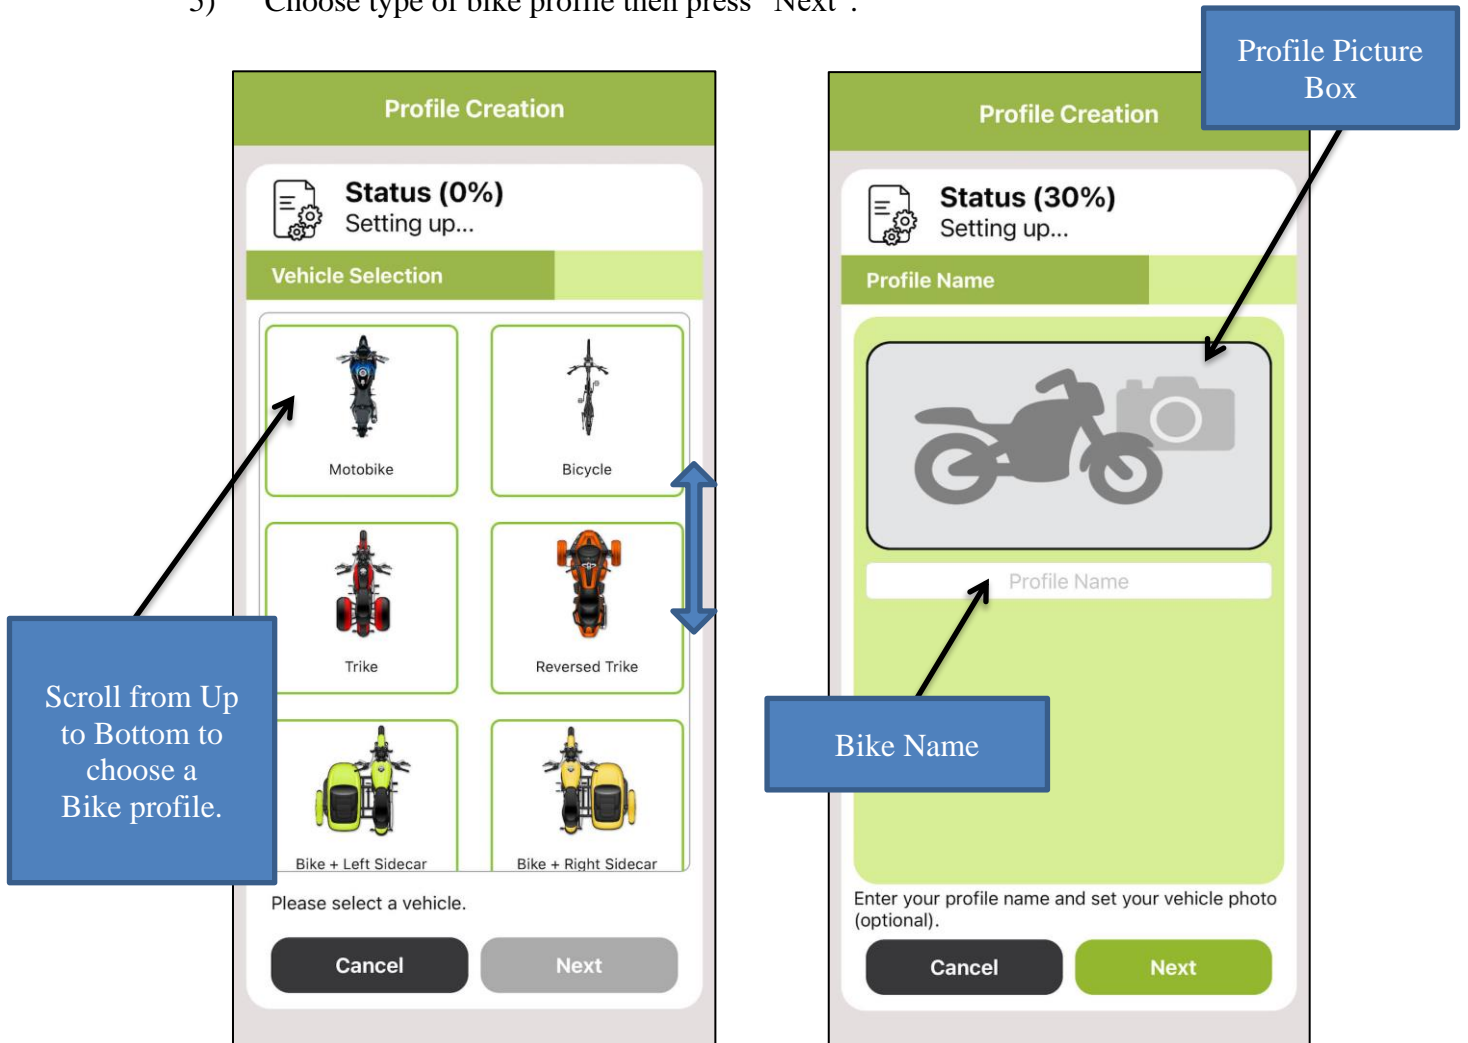 Choose type of bike profile then press "Next".
Profile Picture
Box
Profile Creation
Status (0%)
Setting up...
Vehicle Selection
Motobike
Bicycle
Trike
Reversed Trike
Bike + Left Sidecar
Bike + Right Sidecar
Please select a vehicle.
Cancel
Next
Scroll from Up
to Bottom to
choose a
Bike profile.
Profile Creation
Status (30%)
Setting up...
Profile Name
Profile Name
Bike Name
Enter your profile name and set your vehicle photo
(optional).
Cancel
Next